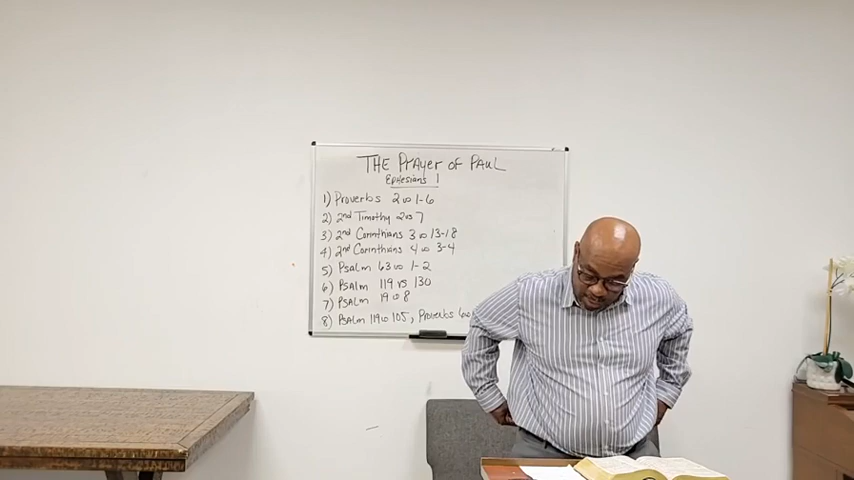 THE Prayer of Paul
Ephesians 1
1) Proverbs 2 vs 1-6
2) 2nd Timothy 2 vs 7
3) 2nd Corinthians 3 vs 13-18
4) 2nd Corinthians 4 vs 3-4
5) Psalm 63 vs 1-2
6) Psalm 119 vs 130
7) Psalm 19 vs 8
8) Psalm 119 vs 105, Proverbs 6